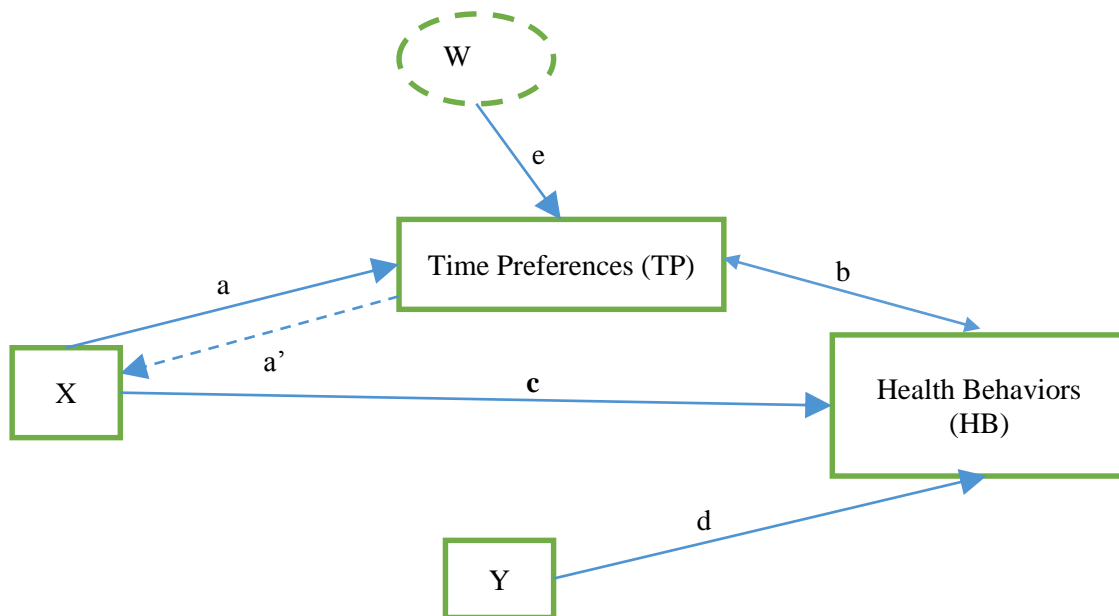 W
e
Time Preferences (TP)
a
b
a’
X
c
Health Behaviors
(HB)
d
Y